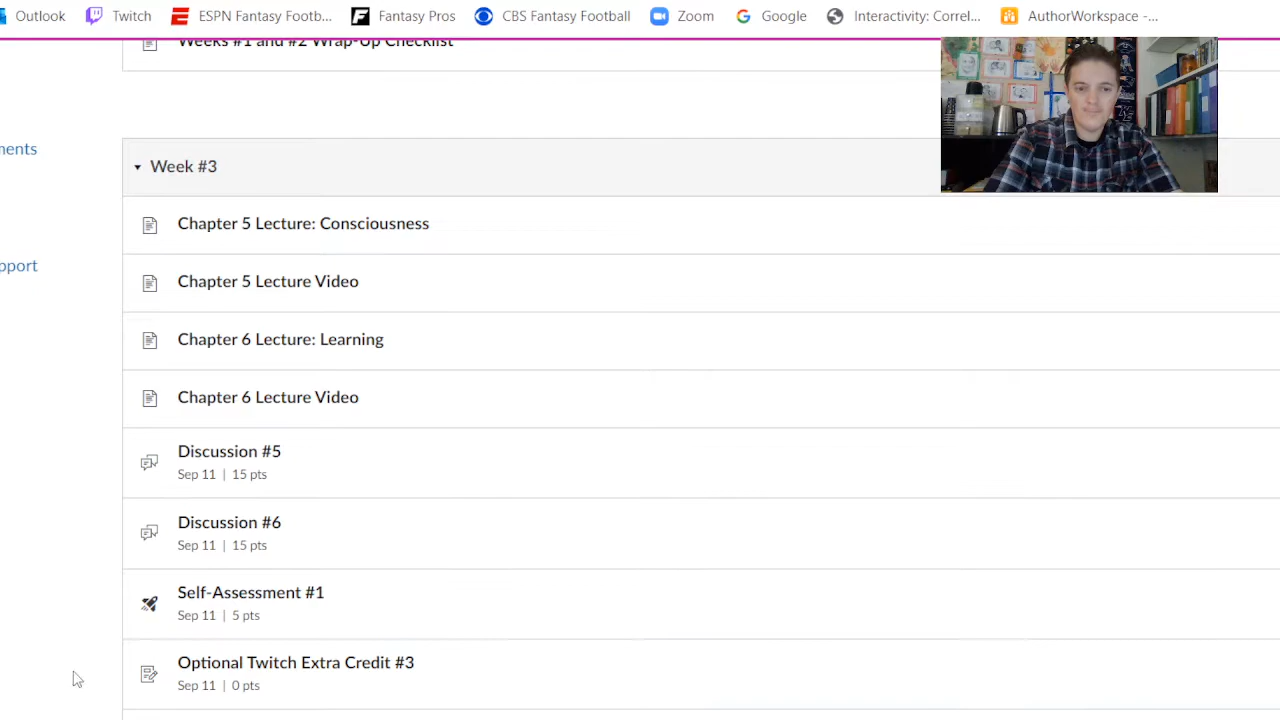 Outlook Twitch ESPN Fantasy Footb... Fantasy Pros CBS Fantasy Football Zoom Google Interactivity: Correl... AuthorWorkspace -...
Weeks #1 and #2 Wrap-Up Checklist
ments
Week #3
Chapter 5 Lecture: Consciousness
pport
Chapter 5 Lecture Video
Chapter 6 Lecture: Learning
Chapter 6 Lecture Video
Discussion #5
Sep 11 | 15 pts
Discussion #6
Sep 11 | 15 pts
Self-Assessment #1
Sep 11 | 5 pts
Optional Twitch Extra Credit #3
Sep 11 | 0 pts